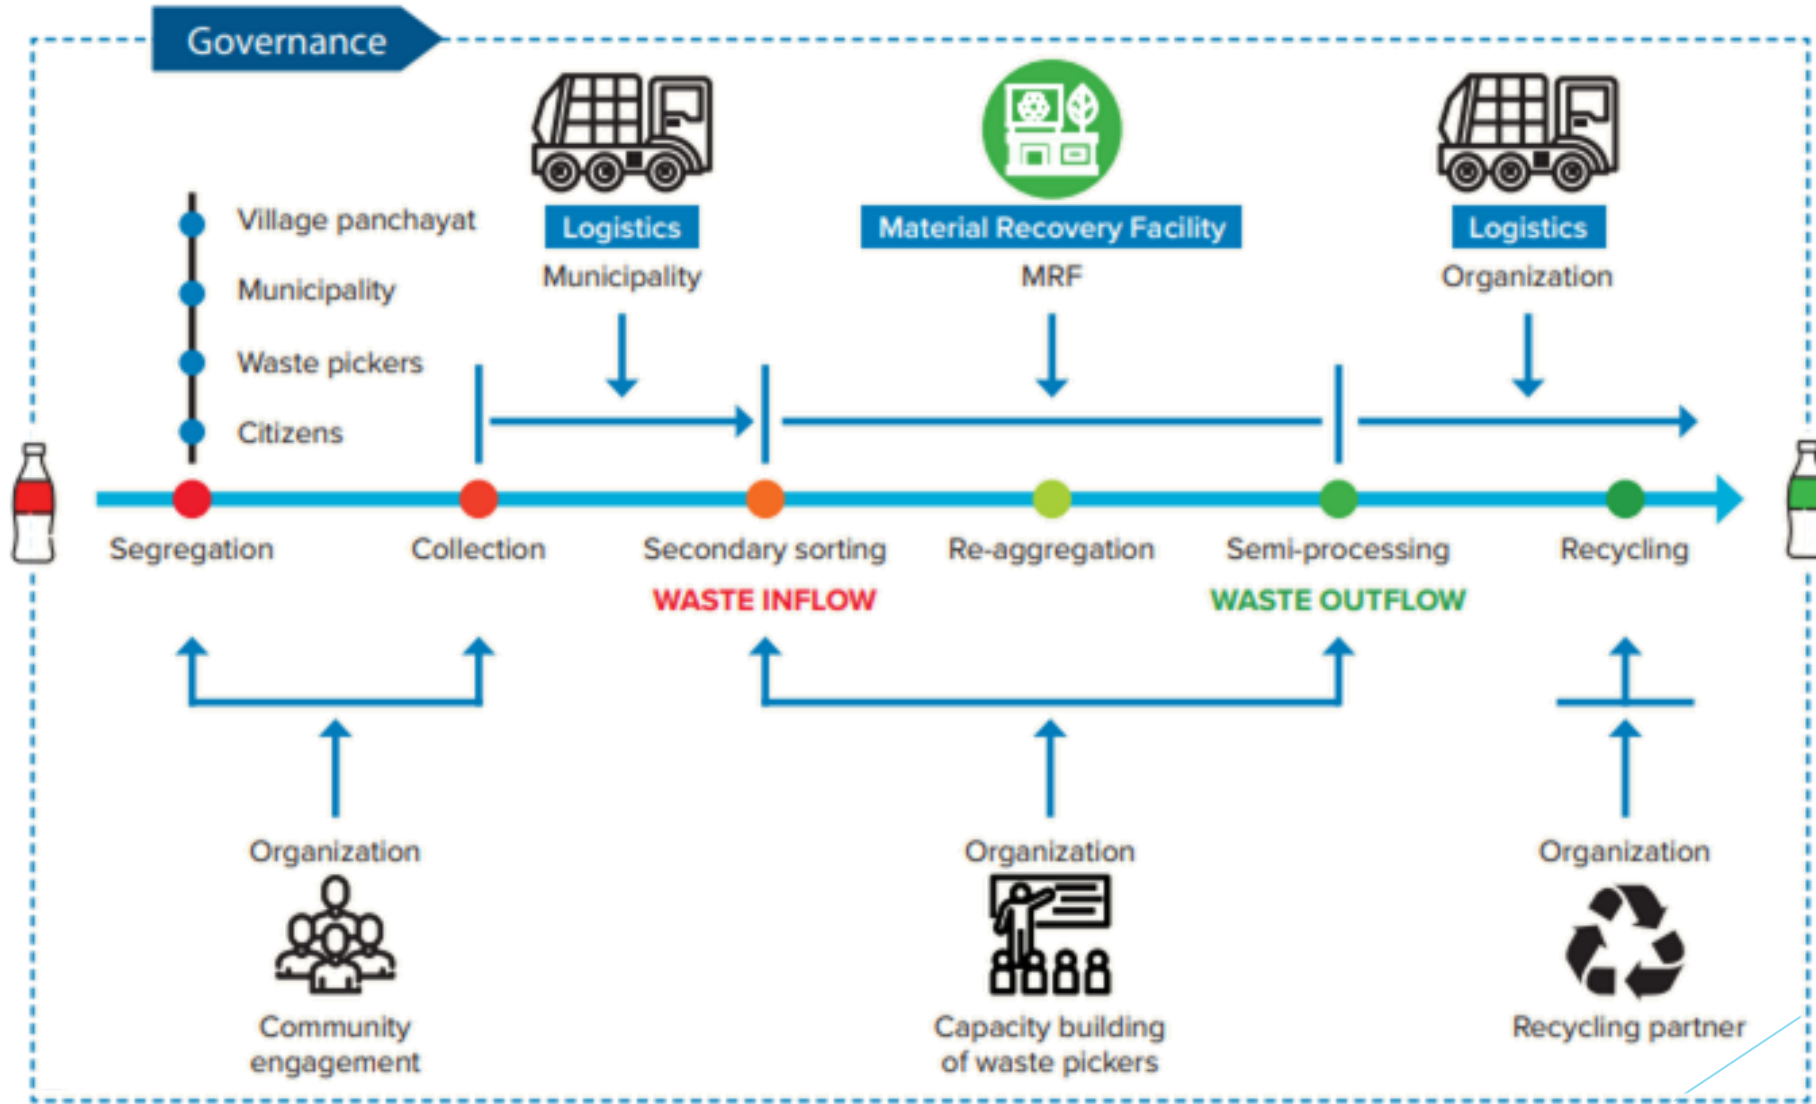 Governance
Village panchayat
Municipality
Waste pickers
Citizens
Logistics
Municipality
Material Recovery Facility
MRF
Logistics
Organization
Segregation
Collection
Secondary sorting
Re-aggregation
Semi-processing
Recycling
WASTE INFLOW
WASTE OUTFLOW
Organization
Community
engagement
Organization
Capacity building
of waste pickers
Organization
Recycling partner